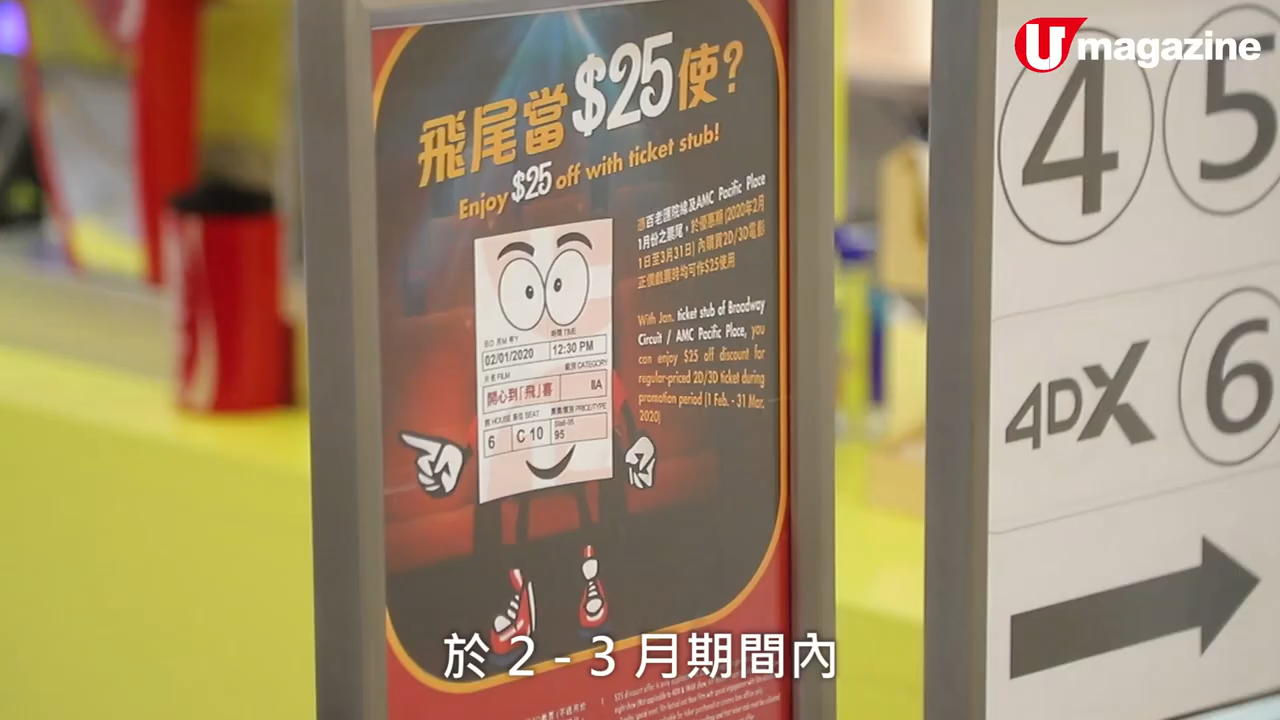 U magazine
飛尾當$25使?
Enjoy $25 off with ticket stub!
憑百老匯院線及AMC Pacific Place
1月份之票尾，於優惠期(2020年2月
1日至3月31日)內購買2D/3D電影
正價戲票時均可作$25使用
With Jan. ticket stub of Broadway
Circuit / AMC Pacific Place, you
can enjoy $25 off discount for
regular-priced 2D/3D ticket during
promotion period (1 Feb. - 31 Mar.
2020)
時間 TIME
02/01/2020
12:30 PM
片名 FILM
級別 CATEGORY
開心到「飛」喜
IIA
院 HOUSE 座位 SEAT
票價/類別 PRICE/TYPE
6
C 10
95
4
5
4DX
6
於 2 - 3 月期間內